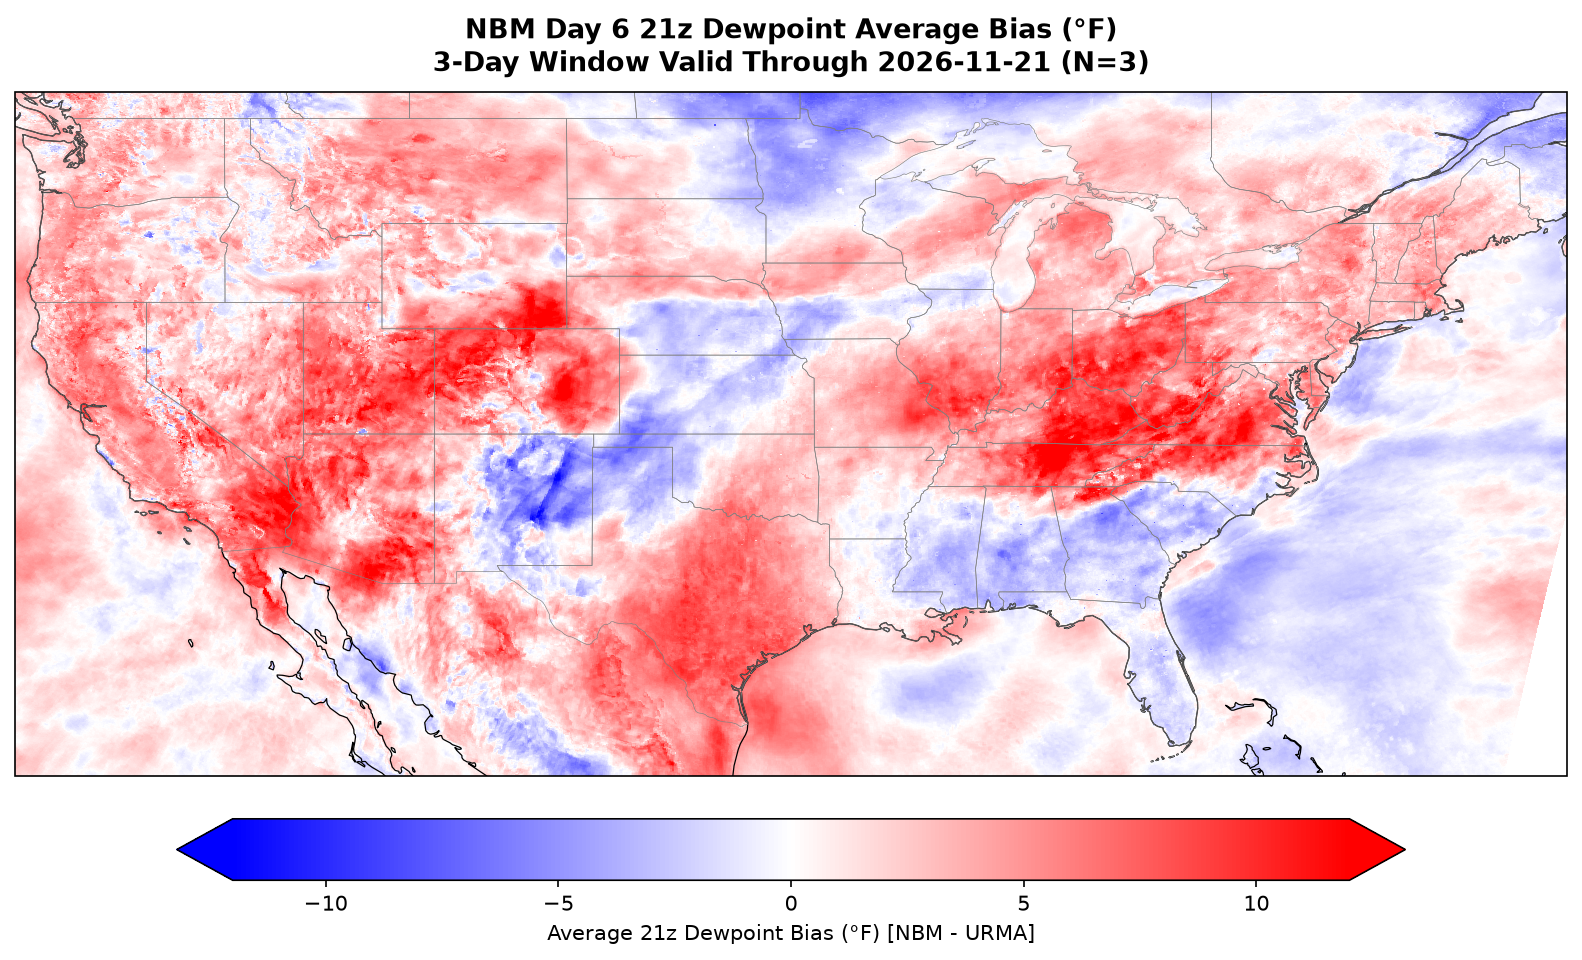 NBM Day 6 21z Dewpoint Average Bias (°F)
3-Day Window Valid Through 2026-11-21 (N=3)
−10 −5 0 5 10
Average 21z Dewpoint Bias (°F) [NBM - URMA]